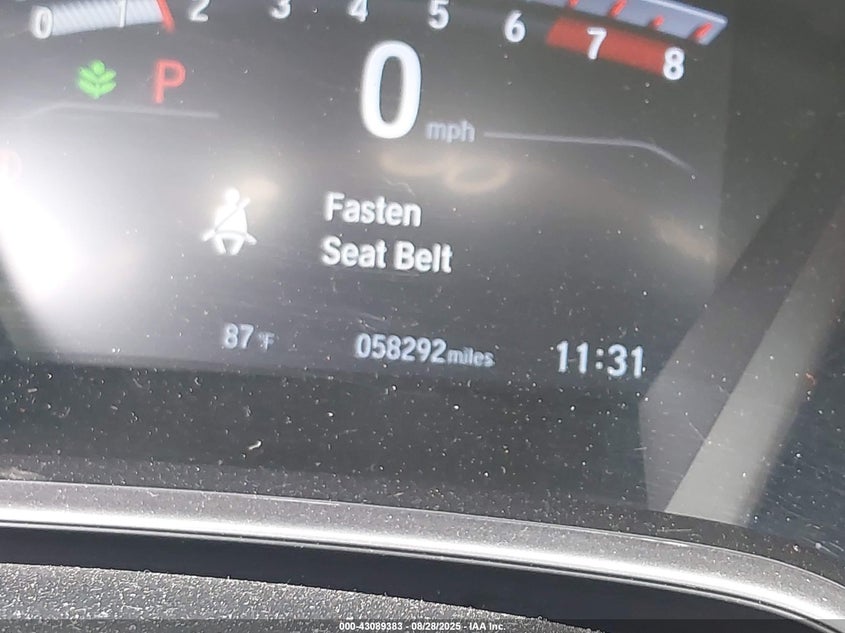 0 1 2 3 4 5 6 7 8
P
0 mph
Fasten
Seat Belt
87°F 058292 miles 11:31
000-43089383 - 08/28/2025 - IAA Inc.